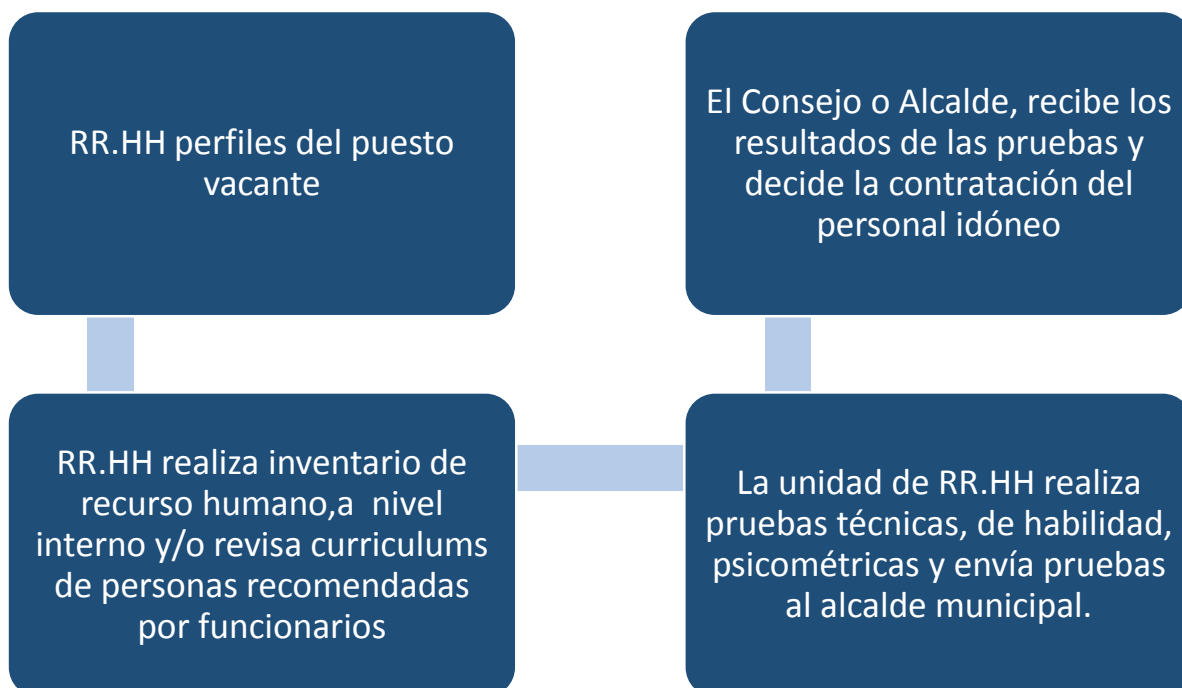 RR.HH perfiles del puesto
vacante
RR.HH realiza inventario de
recurso humano,a  nivel
interno y/o revisa curriculums
de personas recomendadas
por funcionarios
La unidad de RR.HH realiza
pruebas técnicas, de habilidad,
psicométricas y envía pruebas
al alcalde municipal.
El Consejo o Alcalde, recibe los
resultados de las pruebas y
decide la contratación del
personal idóneo